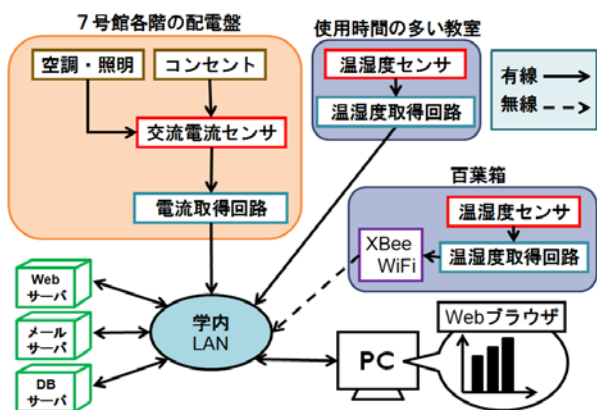 7号館各階の配電盤
空調・照明
コンセント
交流電流センサ
電流取得回路
使用時間の多い教室
温湿度センサ
温湿度取得回路
有線
無線
百葉箱
温湿度センサ
XBee
WiFi
温湿度取得回路
Web
サーバ
メール
サーバ
DB
サーバ
学内
LAN
PC
Webブラウザ